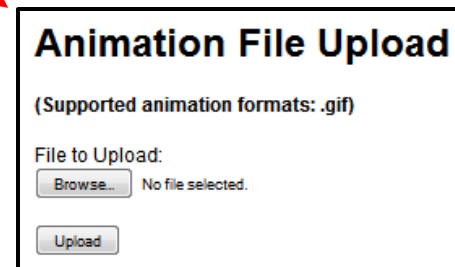 Animation File Upload
(Supported animation formats: .gif)
File to Upload:
Browse... No file selected.
Upload